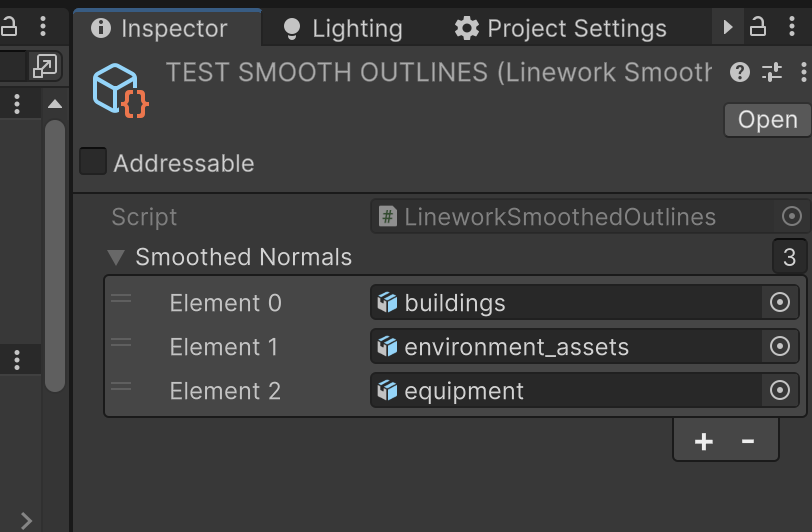 Inspector Lighting Project Settings
TEST SMOOTH OUTLINES (Linework Smooth
Open
Addressable
Script # LineworkSmoothedOutlines
Smoothed Normals 3
Element 0 buildings
Element 1 environment_assets
Element 2 equipment
+ -